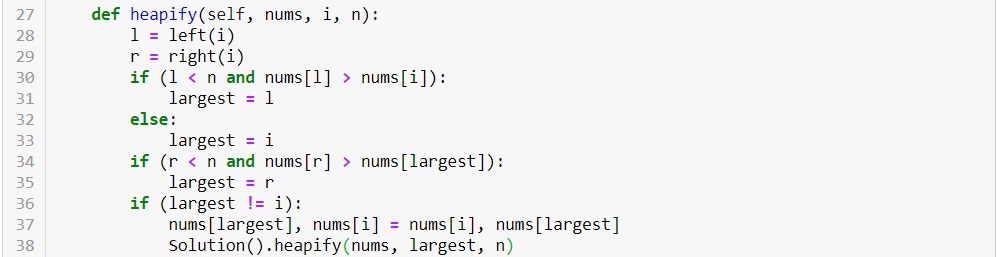 27 def heapify(self, nums, i, n):
28 l = left(i)
29 r = right(i)
30 if (l < n and nums[l] > nums[i]):
31 largest = l
32 else:
33 largest = i
34 if (r < n and nums[r] > nums[largest]):
35 largest = r
36 if (largest != i):
37 nums[largest], nums[i] = nums[i], nums[largest]
38 Solution().heapify(nums, largest, n)